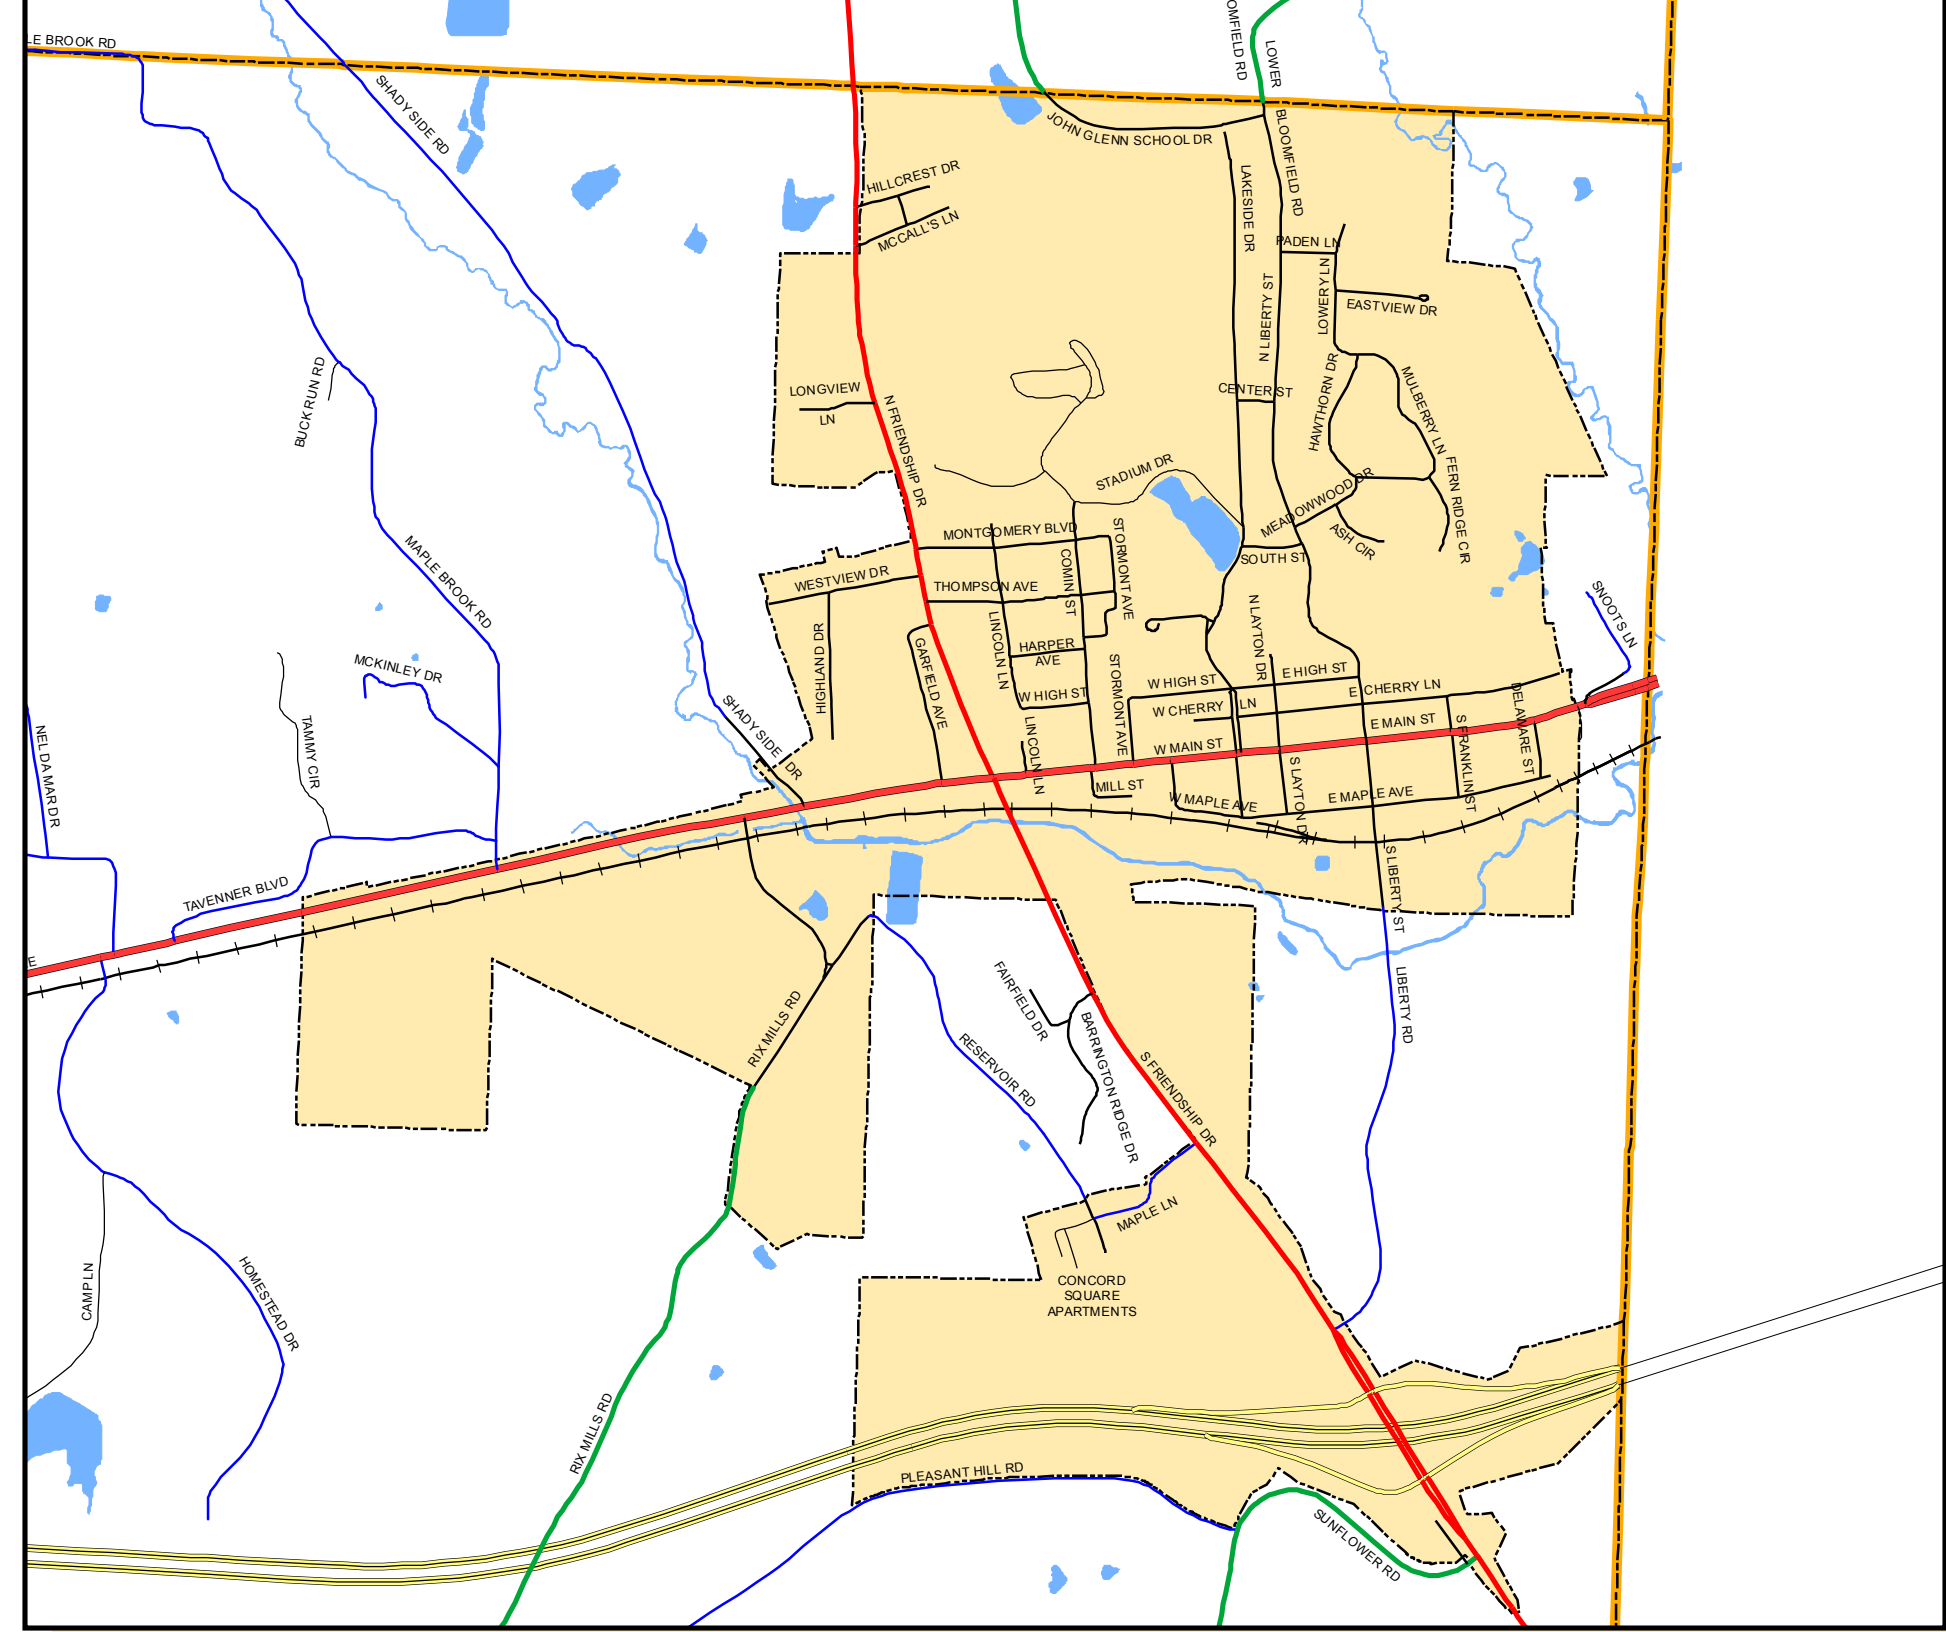 LE BROOK RD
SHADY SIDE RD
OMFIELD RD
LOWER
BLOOMFIELD RD
JOHN GLENN SCHOOL DR
HILLCREST DR
MCCALL'S LN
LAKESIDE DR
PADEN LN
LOWERY LN
EASTVIEW DR
N LIBERTY ST
BUCK RUN RD
LONGVIEW
LN
N FRIENDSHIP DR
CENTER ST
HAWTHORN DR
MULBERRY LN
STADIUM DR
MEADOWWOOD DR
FERN RIDGE CIR
ASH CIR
MAPLE BROOK RD
MONTGOMERY BLVD
STORMONT AVE
COMIN ST
SOUTH ST
WESTVIEW DR
THOMPSON AVE
SNOOTS LN
HIGHLAND DR
GARFIELD AVE
LINCOLN LN
HARPER
AVE
N LAYTON DR
MCKINLEY DR
W HIGH ST
STORMONT AVE
W HIGH ST
E HIGH ST
E CHERRY LN
W CHERRY LN
DELAWARE ST
NELDA MAR DR
TAMMY CIR
SHADY SIDE DR
LINCOLN LN
W MAIN ST
E MAIN ST
S FRANKLIN ST
MILL ST
W MAPLE AVE
S LAYTON DR
E MAPLE AVE
TAVENNER BLVD
S LIBERTY ST
E
FAIRFIELD DR
LIBERTY RD
RIX MILLS RD
RESERVOIR RD
BARRINGTON RIDGE DR
S FRIENDSHIP DR
MAPLE LN
CAMP LN
HOMESTEAD DR
CONCORD
SQUARE
APARTMENTS
RIX MILLS RD
PLEASANT HILL RD
SUNFLOWER RD